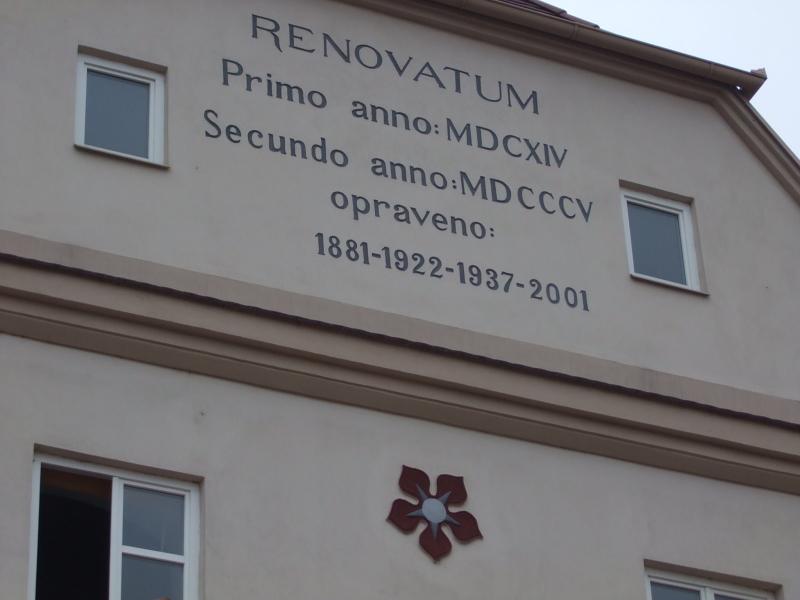 RENOVATUM
Primo anno: MDCXIV
Secundo anno: MDCCCV
opraveno:
1881-1922-1937-2001